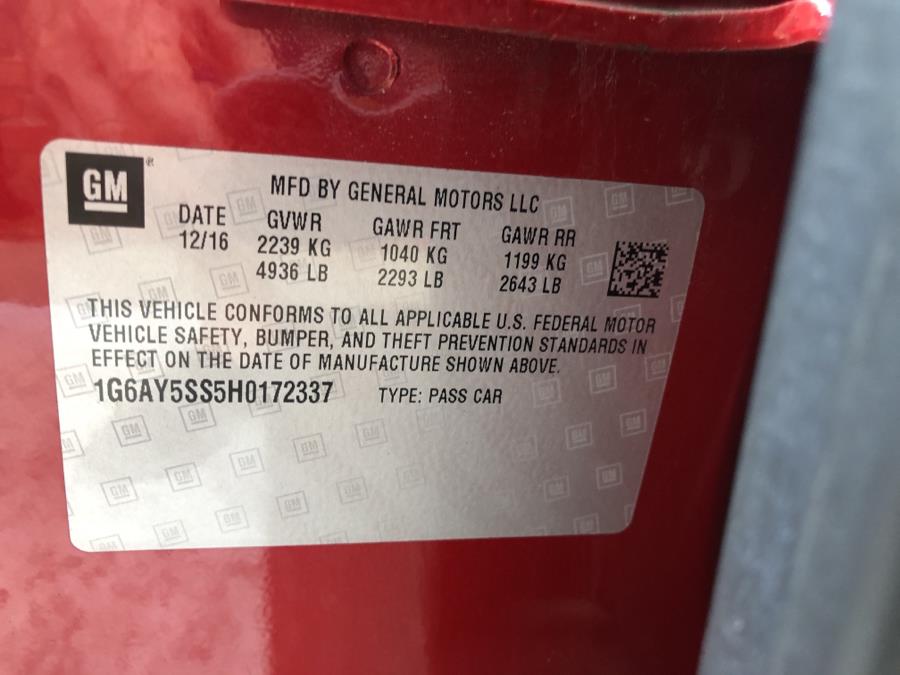 GM
MFD BY GENERAL MOTORS LLC
DATE GVWR GAWR FRT GAWR RR
12/16 2239 KG 1040 KG 1199 KG
4936 LB 2293 LB 2643 LB
THIS VEHICLE CONFORMS TO ALL APPLICABLE U.S. FEDERAL MOTOR
VEHICLE SAFETY, BUMPER, AND THEFT PREVENTION STANDARDS IN
EFFECT ON THE DATE OF MANUFACTURE SHOWN ABOVE.
1G6AY5SS5H0172337 TYPE: PASS CAR